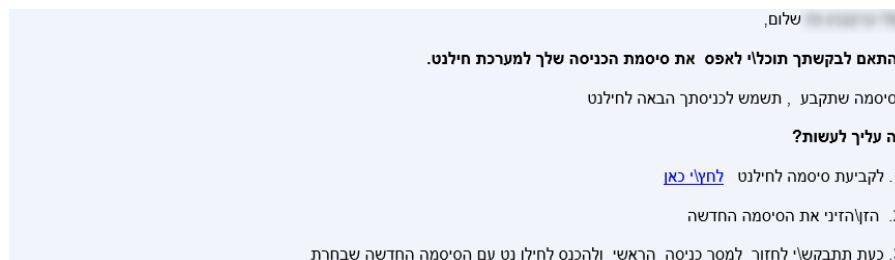 שלום,
התאם לבקשתך תוכל\י לאפס את סיסמת הכניסה שלך למערכת חילנט.
סיסמה שתקבע , תשמש לכניסתך הבאה לחילנט
ה עליך לעשות?
. לקביעת סיסמה לחילנט לחץ\י כאן
2. הזן\הזיני את הסיסמה החדשה
. כעת תתבקש\י לחזור למסך כניסה הראשי ולהכנס לחילן נט עם הסיסמה החדשה שבחרת